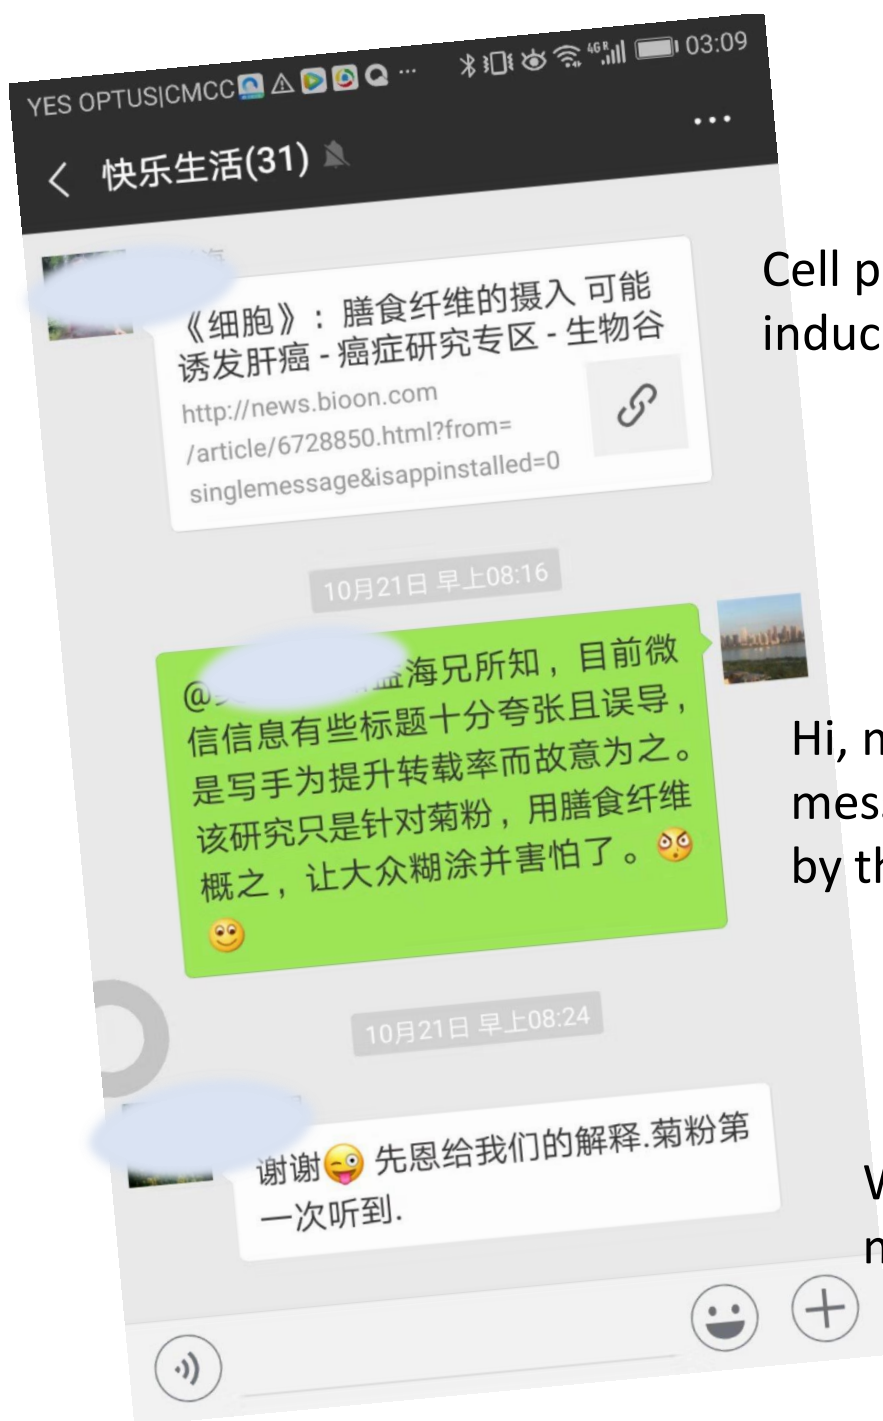 YES OPTUS|CMCC
03:09
快乐生活(31)
《细胞》：膳食纤维的摄入 可能
诱发肝癌 - 癌症研究专区 - 生物谷
http://news.bioon.com
/article/6728850.html?from=
singlemessage&isappinstalled=0
Cell p
induc
10月21日 早上08:16
海兄所知，目前微
信信息有些标题十分夸张且误导，
是写手为提升转载率而故意为之。
该研究只是针对菊粉，用膳食纤维
概之，让大众糊涂并害怕了。
Hi, n
mes
by th
10月21日 早上08:24
谢谢 先恩给我们的解释.菊粉第
一次听到.